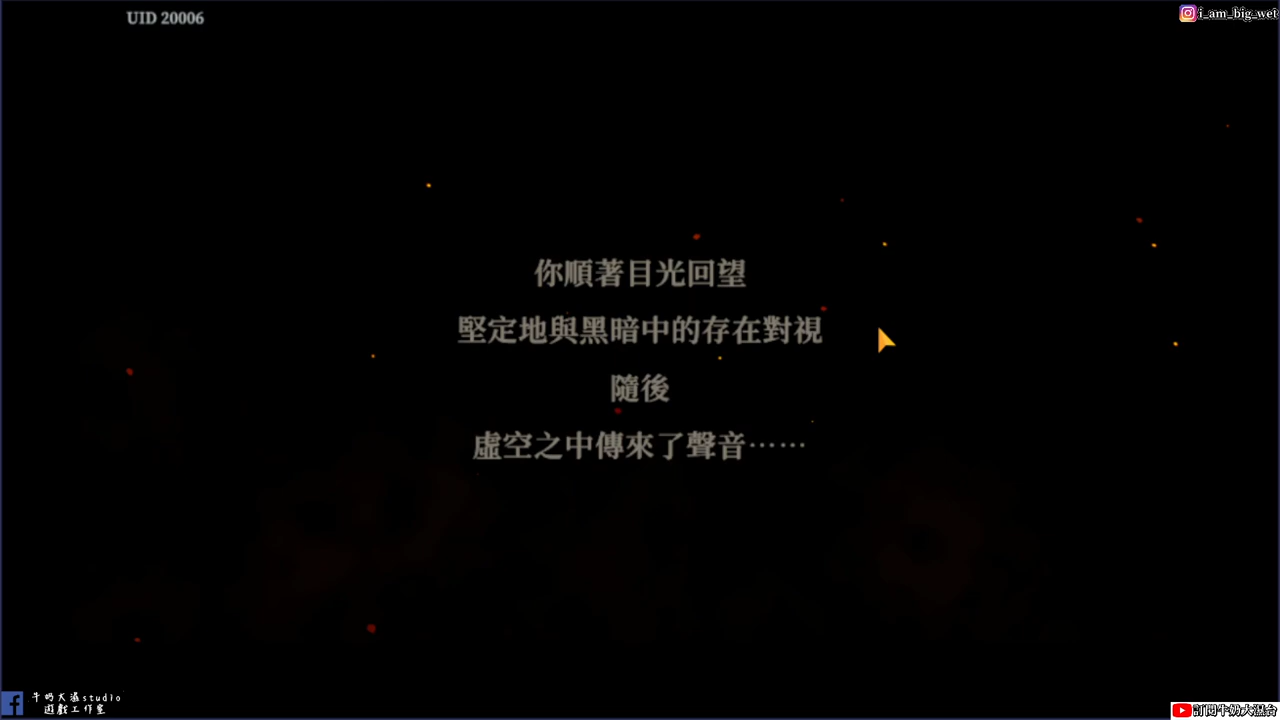 UID 20006
i_am_big_wet
你順著目光回望
堅定地與黑暗中的存在對視
隨後
虛空之中傳來了聲音……
牛奶大濕studio
遊戲工作室
訂閱牛奶大濕台